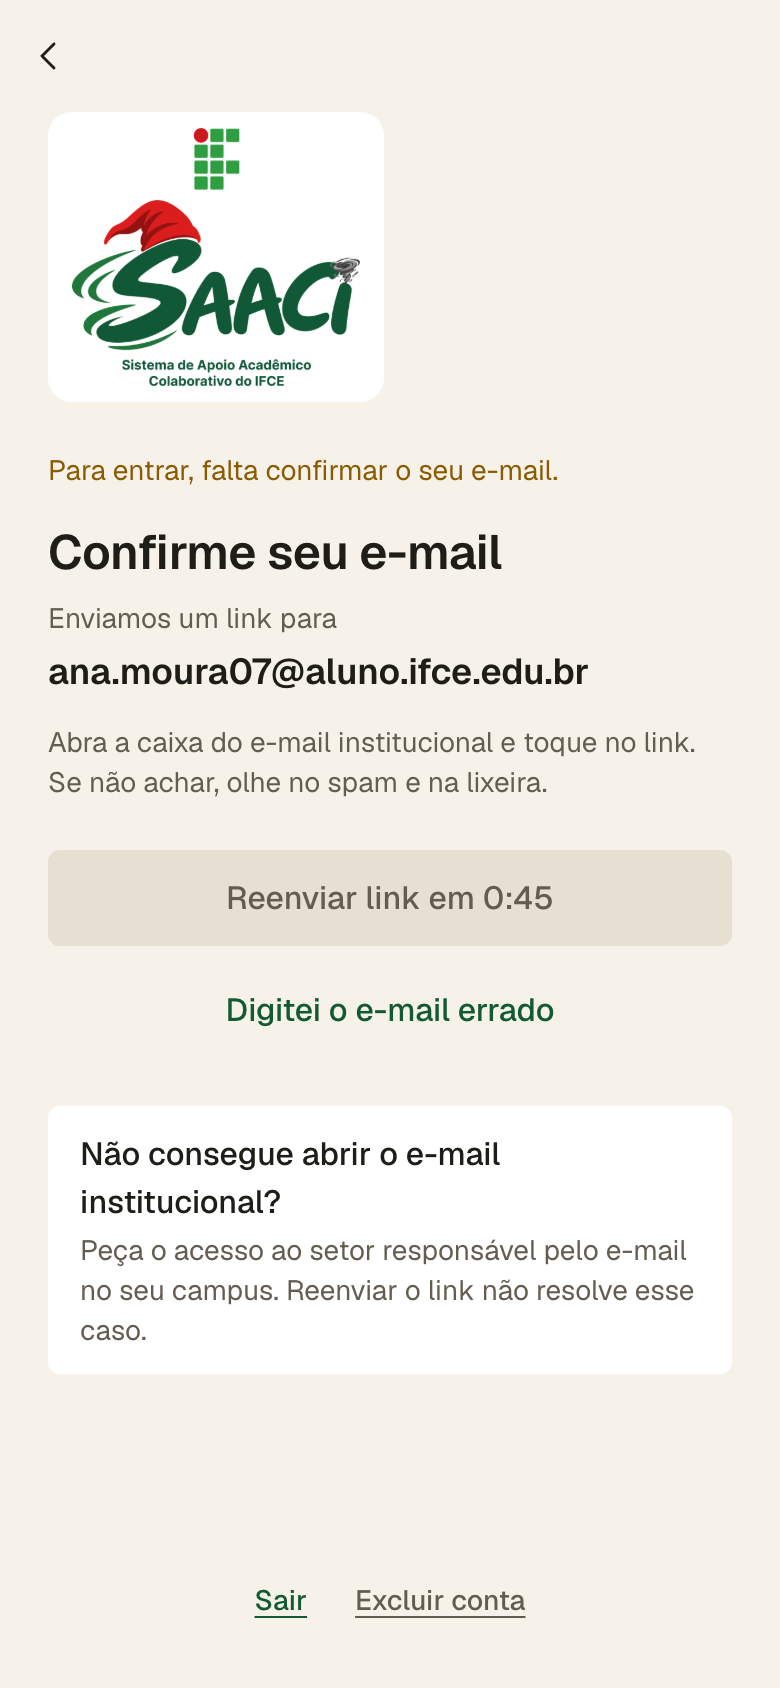 SAACi
Sistema de Apoio Acadêmico
Colaborativo do IFCE
Para entrar, falta confirmar o seu e-mail.
Confirme seu e-mail
Enviamos um link para
ana.moura07@aluno.ifce.edu.br
Abra a caixa do e-mail institucional e toque no link.
Se não achar, olhe no spam e na lixeira.
Reenviar link em 0:45
Digitei o e-mail errado
Não consegue abrir o e-mail
institucional?
Peça o acesso ao setor responsável pelo e-mail
no seu campus. Reenviar o link não resolve esse
caso.
Sair Excluir conta